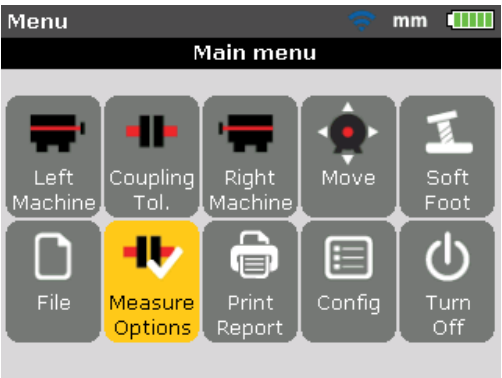 Menu mm
Main menu
Left Machine
Coupling Tol.
Right Machine
Move
Soft Foot
File
Measure Options
Print Report
Config
Turn Off